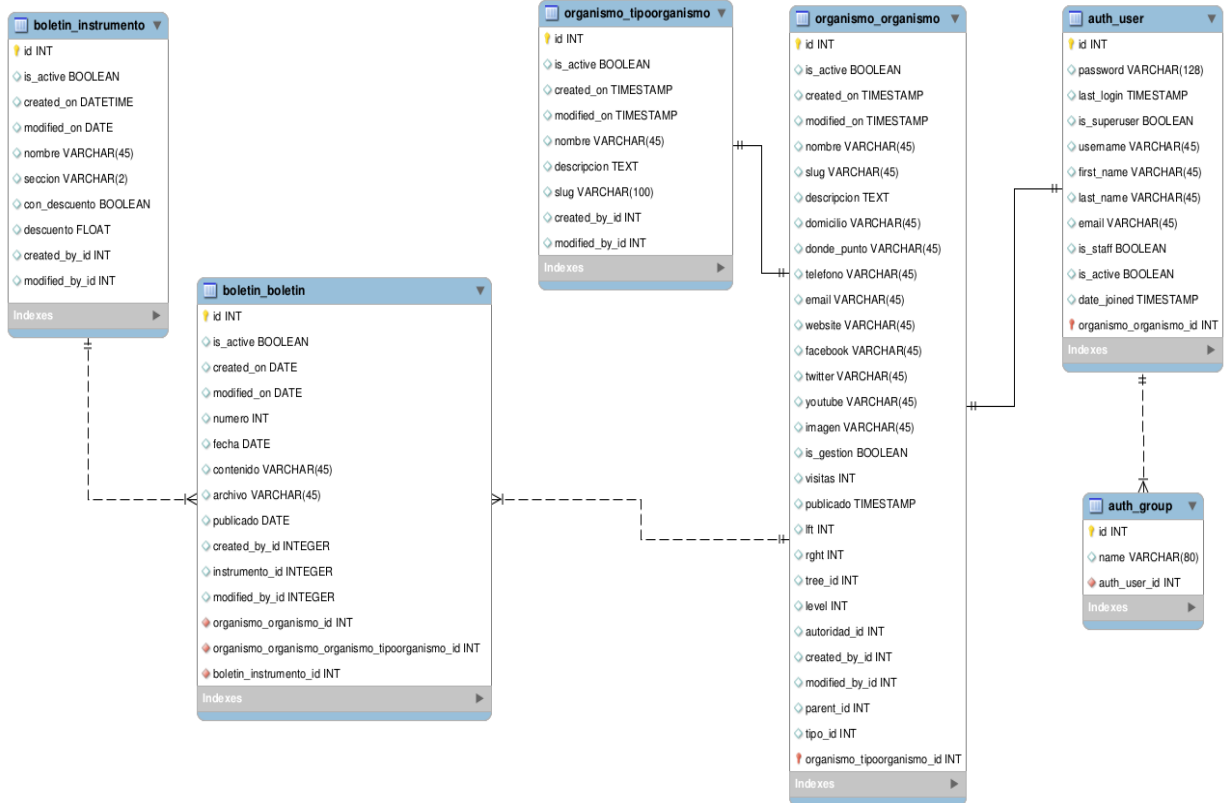 boletin_instrumento
id INT
is_active BOOLEAN
created_on DATETIME
modified_on DATE
nombre VARCHAR(45)
seccion VARCHAR(2)
con_descuento BOOLEAN
descuento FLOAT
created_by_id INT
modified_by_id INT
Indexes
boletin_boletin
id INT
is_active BOOLEAN
created_on DATE
modified_on DATE
numero INT
fecha DATE
contenido VARCHAR(45)
archivo VARCHAR(45)
publicado DATE
created_by_id INTEGER
instrumento_id INTEGER
modified_by_id INTEGER
organismo_organismo_id INT
organismo_organismo_organismo_tipoorganismo_id INT
boletin_instrumento_id INT
Indexes
organismo_tipoorganismo
id INT
is_active BOOLEAN
created_on TIMESTAMP
modified_on TIMESTAMP
nombre VARCHAR(45)
descripcion TEXT
slug VARCHAR(100)
created_by_id INT
modified_by_id INT
Indexes
organismo_organismo
id INT
is_active BOOLEAN
created_on TIMESTAMP
modified_on TIMESTAMP
nombre VARCHAR(45)
slug VARCHAR(45)
descripcion TEXT
domicilio VARCHAR(45)
donde_punto VARCHAR(45)
telefono VARCHAR(45)
email VARCHAR(45)
website VARCHAR(45)
facebook VARCHAR(45)
twitter VARCHAR(45)
youtube VARCHAR(45)
imagen VARCHAR(45)
is_gestion BOOLEAN
visitas INT
publicado TIMESTAMP
lft INT
rght INT
tree_id INT
level INT
autoridad_id INT
created_by_id INT
modified_by_id INT
parent_id INT
tipo_id INT
organismo_tipoorganismo_id INT
Indexes
auth_user
id INT
password VARCHAR(128)
last_login TIMESTAMP
is_superuser BOOLEAN
username VARCHAR(45)
first_name VARCHAR(45)
last_name VARCHAR(45)
email VARCHAR(45)
is_staff BOOLEAN
is_active BOOLEAN
date_joined TIMESTAMP
organismo_organismo_id INT
Indexes
auth_group
id INT
name VARCHAR(80)
auth_user_id INT
Indexes